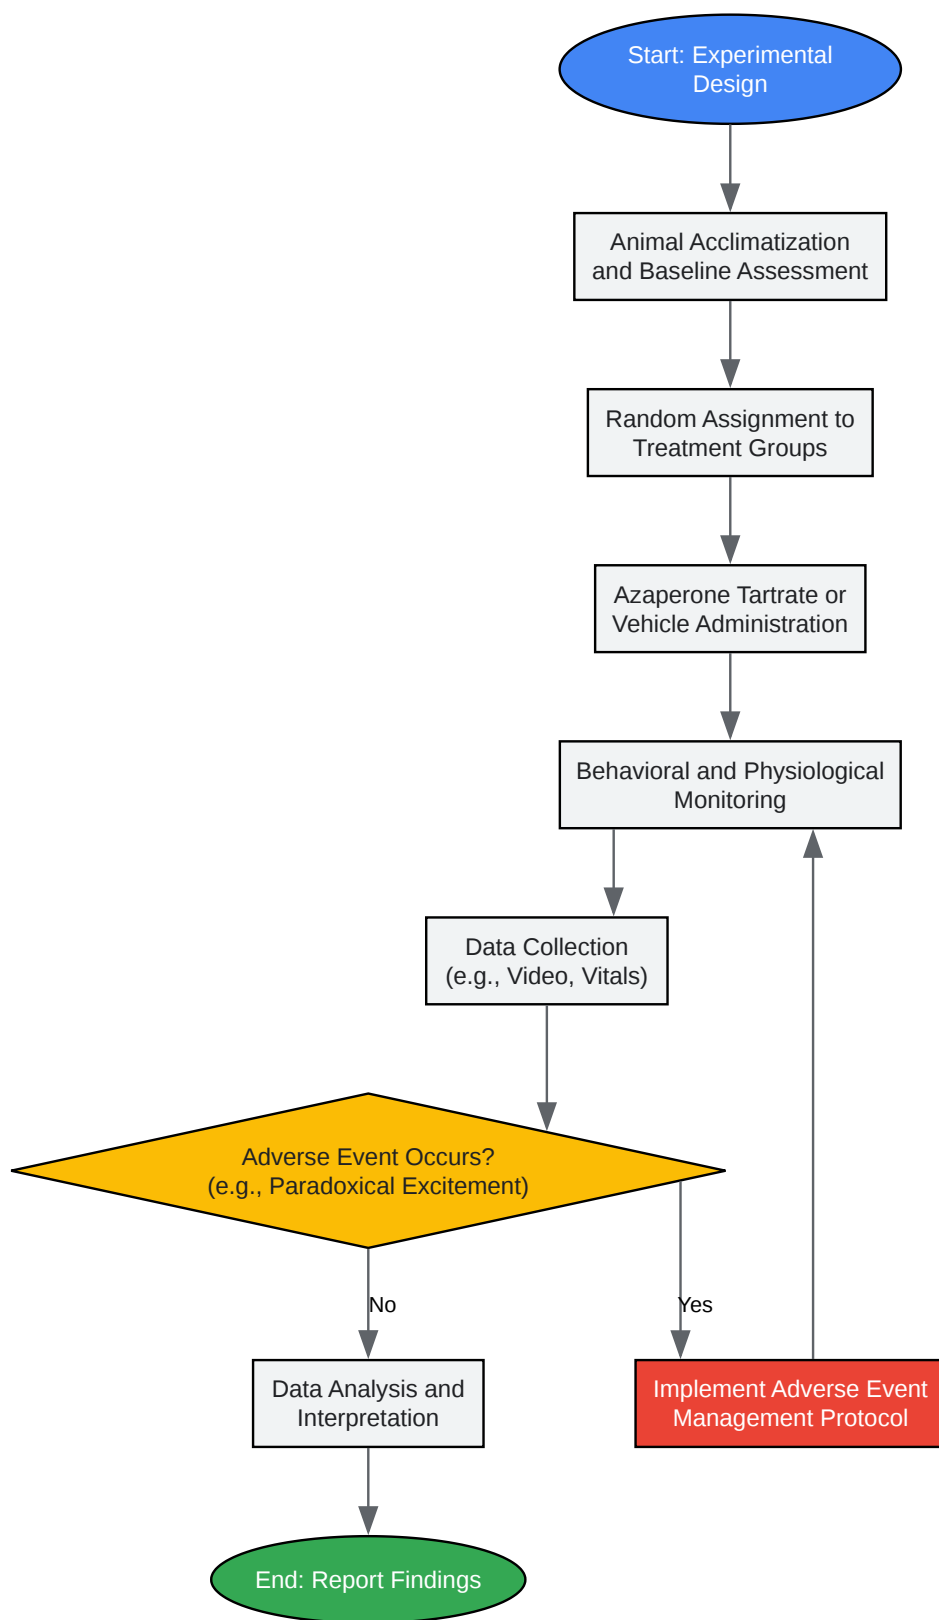 Start: Experimental
Design
Animal Acclimatization
and Baseline Assessment
Random Assignment to
Treatment Groups
Azaperone Tartrate or
Vehicle Administration
Behavioral and Physiological
Monitoring
Data Collection
(e.g., Video, Vitals)
Adverse Event Occurs?
(e.g., Paradoxical Excitement)
No
Yes
Data Analysis and
Interpretation
Implement Adverse Event
Management Protocol
End: Report Findings